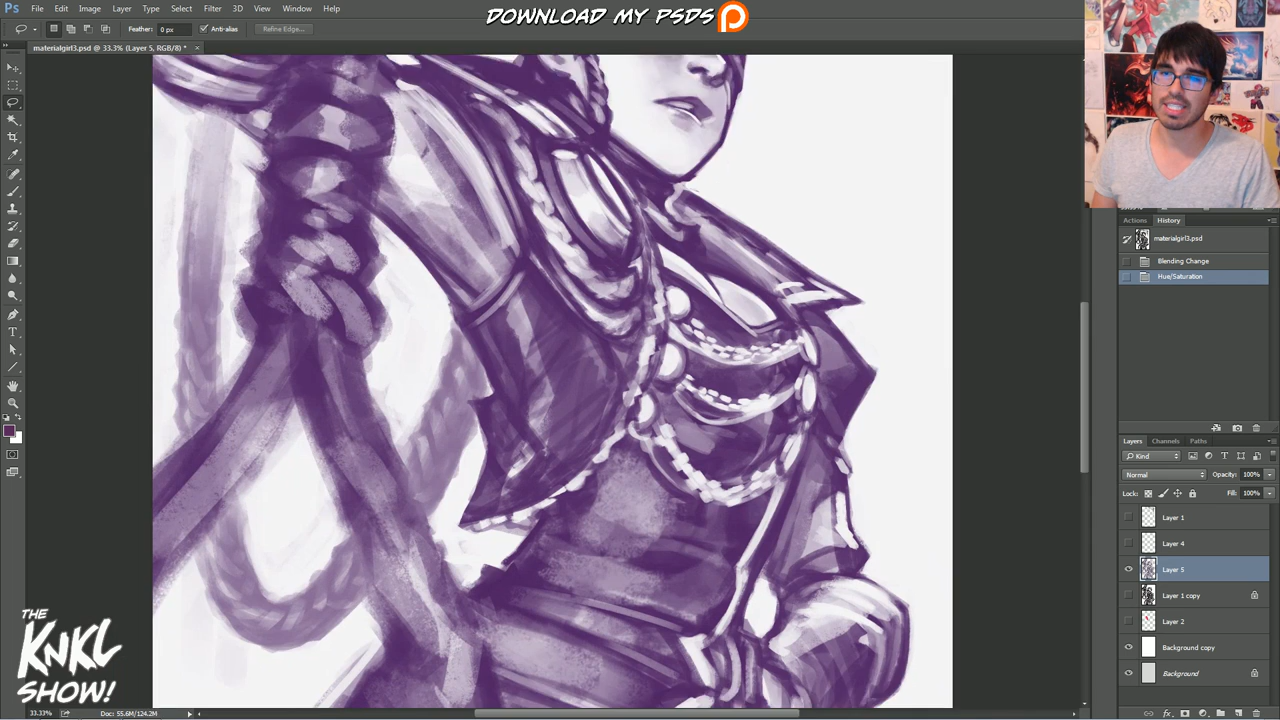 DOWNLOAD MY PSDS
Ps File Edit Image Layer Type Select Filter 3D View Window Help
Feather: 0 px Anti-alias Refine Edge...
materialgirl3.psd @ 33.3% (Layer 5, RGB/8) * ×
Actions History
materialgirl3.psd
Blending Change
Hue/Saturation
Layers Channels Paths
Kind
Normal Opacity: 100%
Lock: Fill: 100%
Layer 1
Layer 4
Layer 5
Layer 1 copy
Layer 2
Background copy
Background
THE
KNKL
SHOW!
33.33% Doc: 55.6M/124.2M